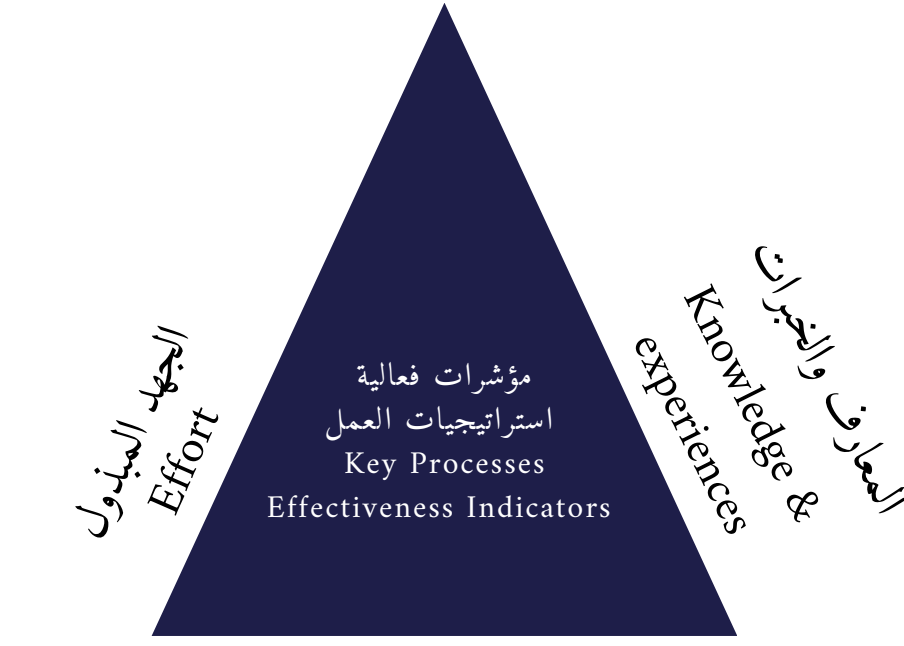 الجهد المبذول
Effort
مؤشرات فعالية
استراتيجيات العمل
Key Processes
Effectiveness Indicators
المعارف والخبرات
Knowledge &
experiences